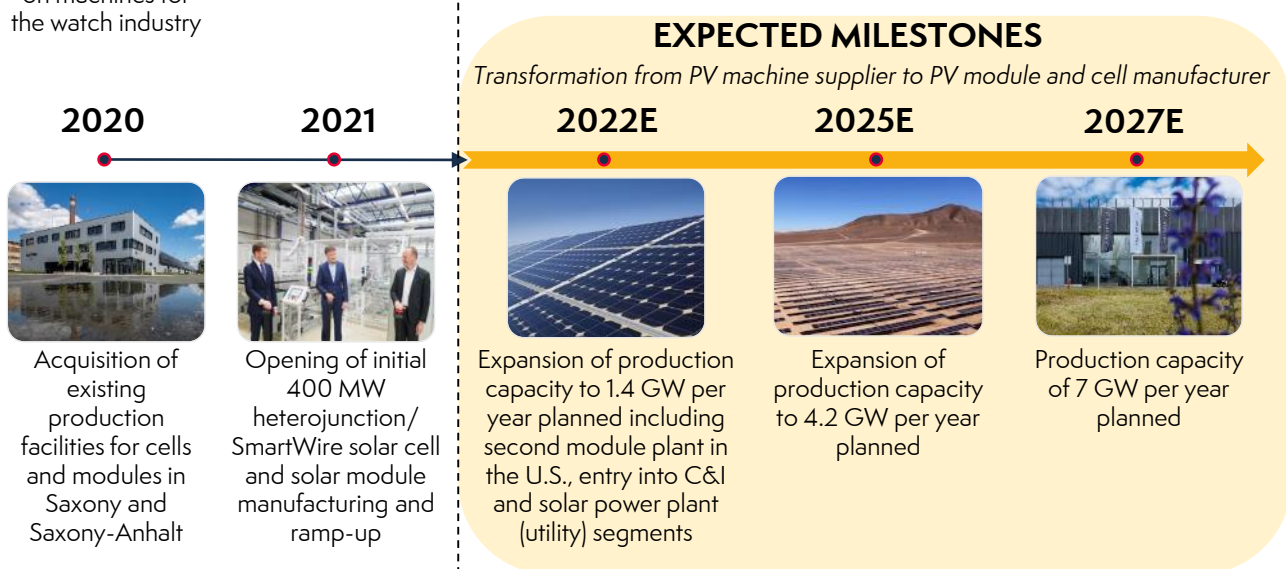 the watch industry
EXPECTED MILESTONES
Transformation from PV machine supplier to PV module and cell manufacturer
2020
2021
2022E
2025E
2027E
Acquisition of
existing
production
facilities for cells
and modules in
Saxony and
Saxony-Anhalt
Opening of initial
400 MW
heterojunction/
SmartWire solar cell
and solar module
manufacturing and
ramp-up
Expansion of production
capacity to 1.4 GW per
year planned including
second module plant in
the U.S., entry into C&I
and solar power plant
(utility) segments
Expansion of
production capacity
to 4.2 GW per year
planned
Production capacity
of 7 GW per year
planned